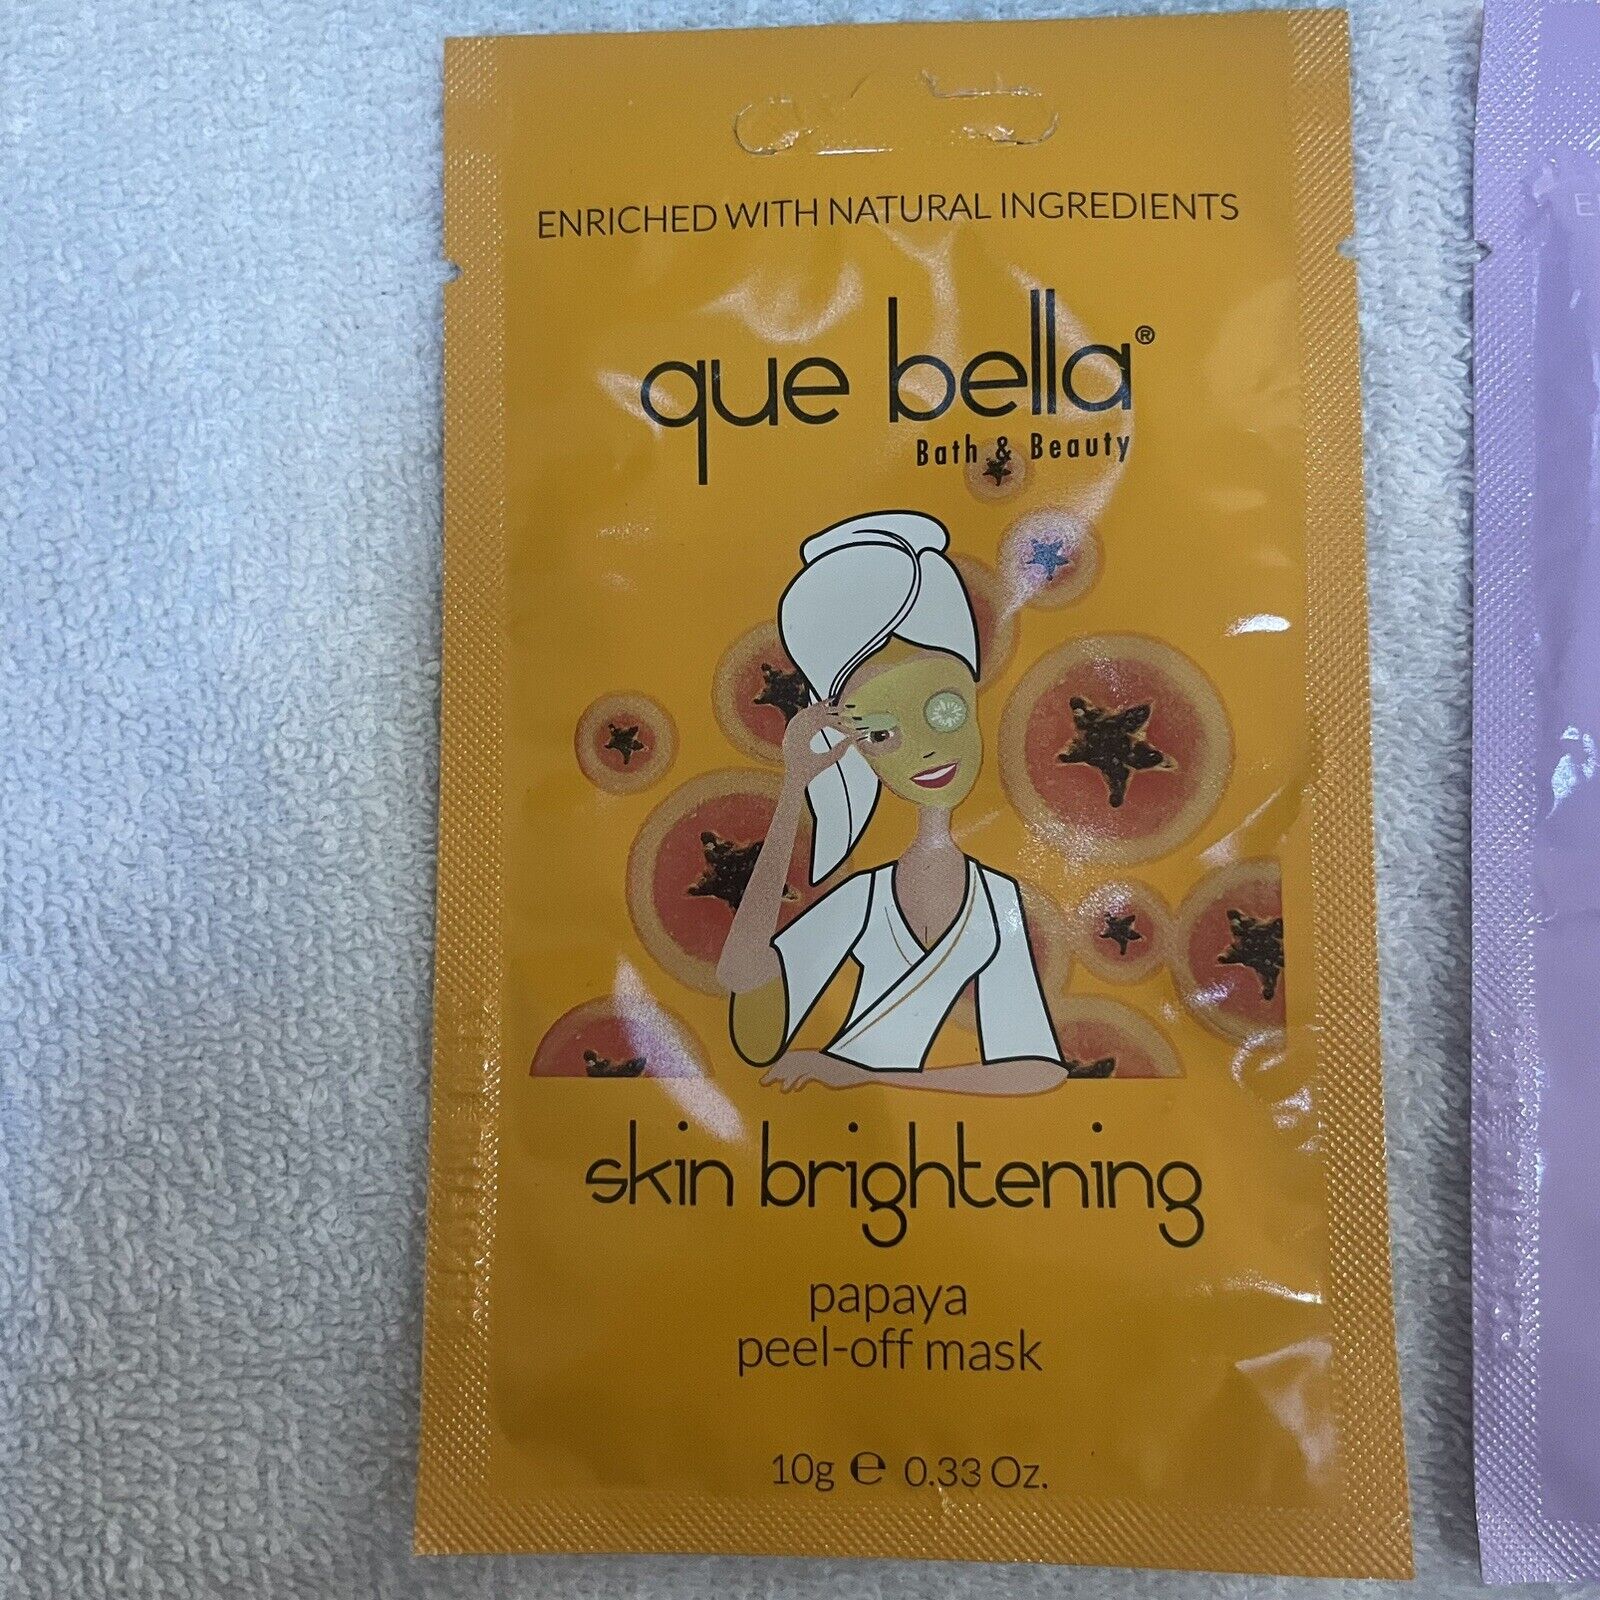 ENRICHED WITH NATURAL INGREDIENTS
que bella®
Bath & Beauty
skin brightening
papaya
peel-off mask
10g ℮ 0.33 Oz.
E